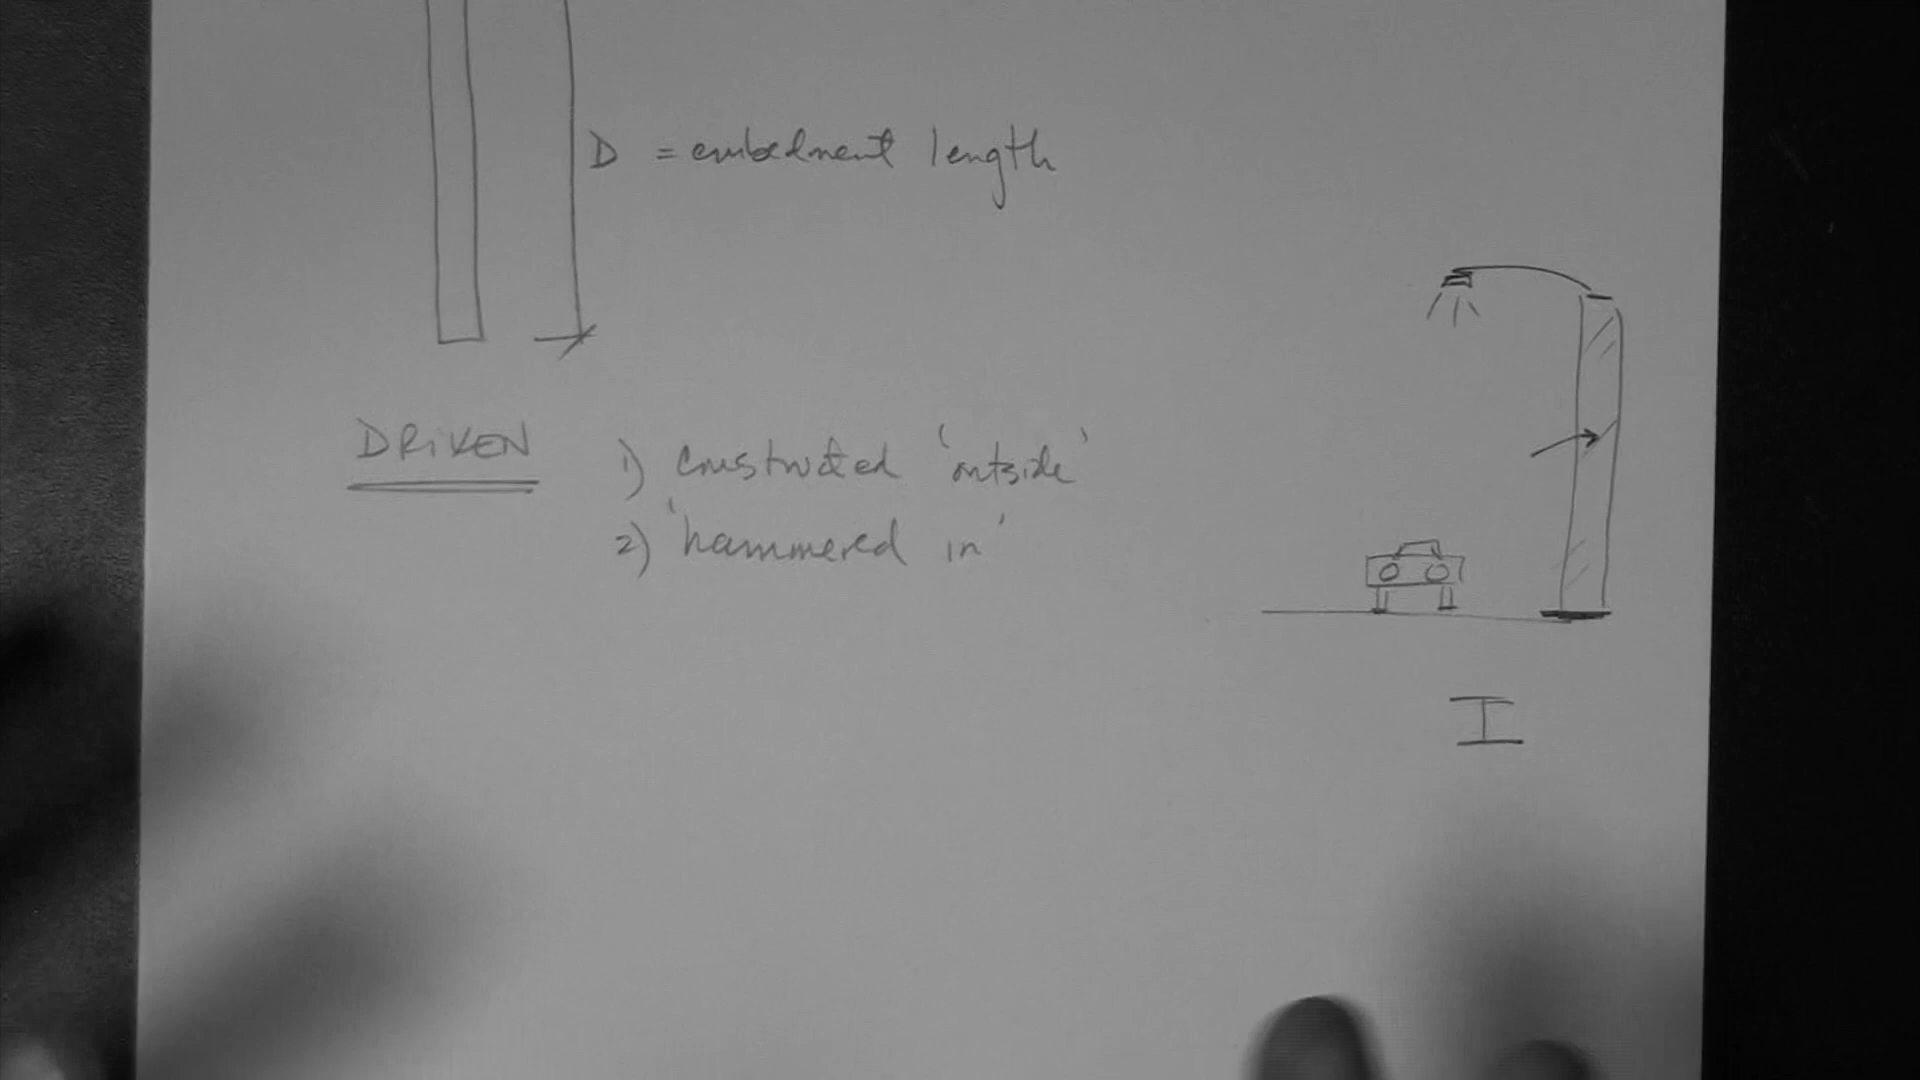 D = embedment length
DRIVEN
1) constructed 'outside'
2) 'hammered in'
I